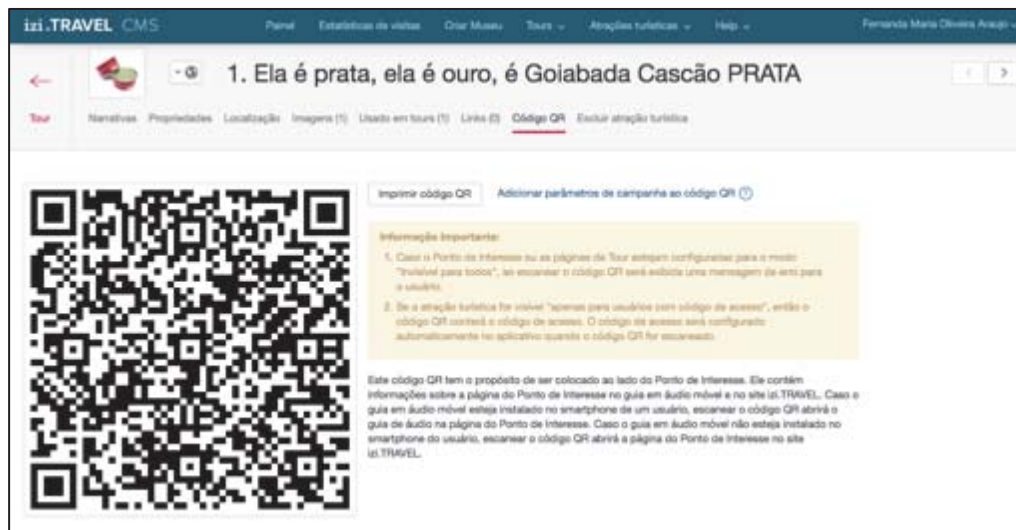 izi.TRAVEL CMS Painel Estatísticas de visitas Criar Museu Tours Atrações turísticas Help Fernanda Maria Oliveira Araujo
1. Ela é prata, ela é ouro, é Goiabada Cascão PRATA
Tour Narrativas Propriedades Localização Imagens (1) Usado em tours (1) Links (0) Código QR Excluir atração turística
Imprimir código QR Adicionar parâmetros de campanha ao código QR ?
Informação Importante:
1. Caso o Ponto de Interesse ou as páginas de Tour estejam configuradas para o modo
"Invisível para todos", ao escanear o código QR será exibida uma mensagem de erro para
o usuário.
2. Se a atração turística for visível "apenas para usuários com código de acesso", então o
código QR conterá o código de acesso. O código de acesso será configurado
automaticamente no aplicativo quando o código QR for escaneado.
Este código QR tem o propósito de ser colocado ao lado do Ponto de Interesse. Ele contém
informações sobre a página do Ponto de Interesse no guia em áudio móvel e no site izi.TRAVEL. Caso o
guia em áudio móvel esteja instalado no smartphone de um usuário, escanear o código QR abrirá o
guia de áudio na página do Ponto de Interesse. Caso o guia em áudio móvel não esteja instalado no
smartphone do usuário, escanear o código QR abrirá a página do Ponto de Interesse no site
izi.TRAVEL.